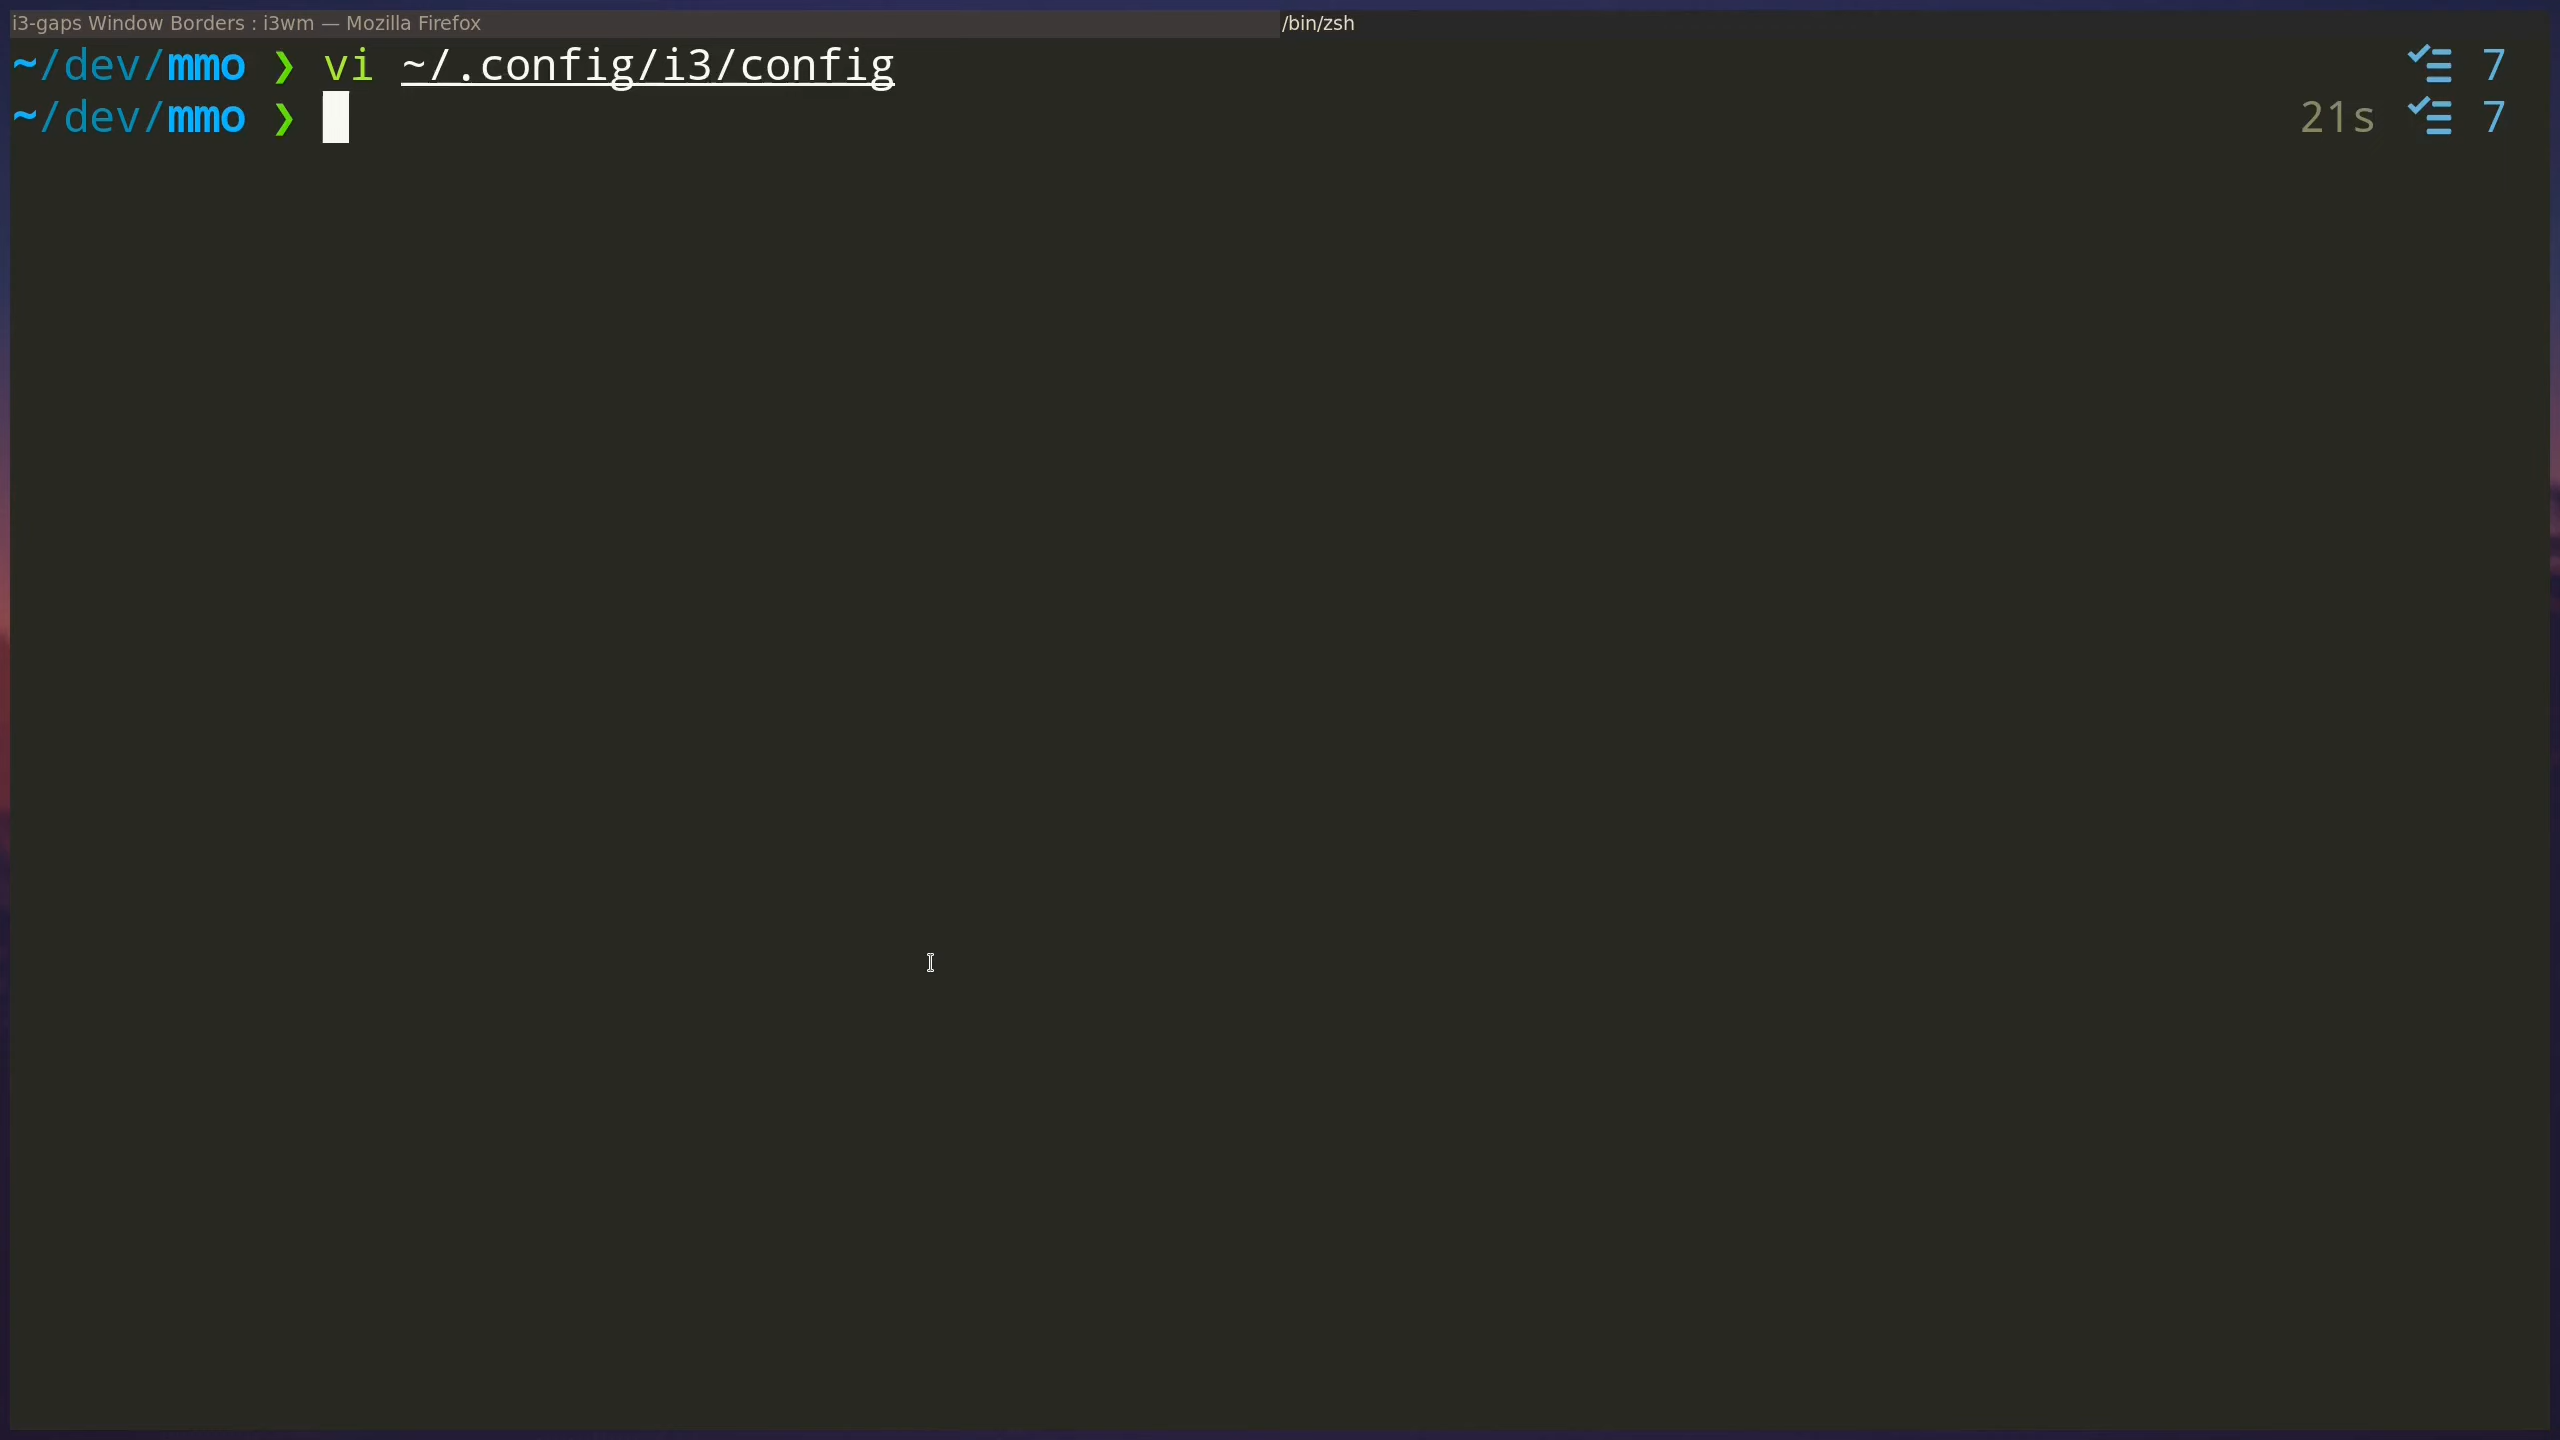 i3-gaps Window Borders : i3wm — Mozilla Firefox
/bin/zsh
~/dev/mmo ❯ vi ~/.config/i3/config 7
~/dev/mmo ❯ 21s 7